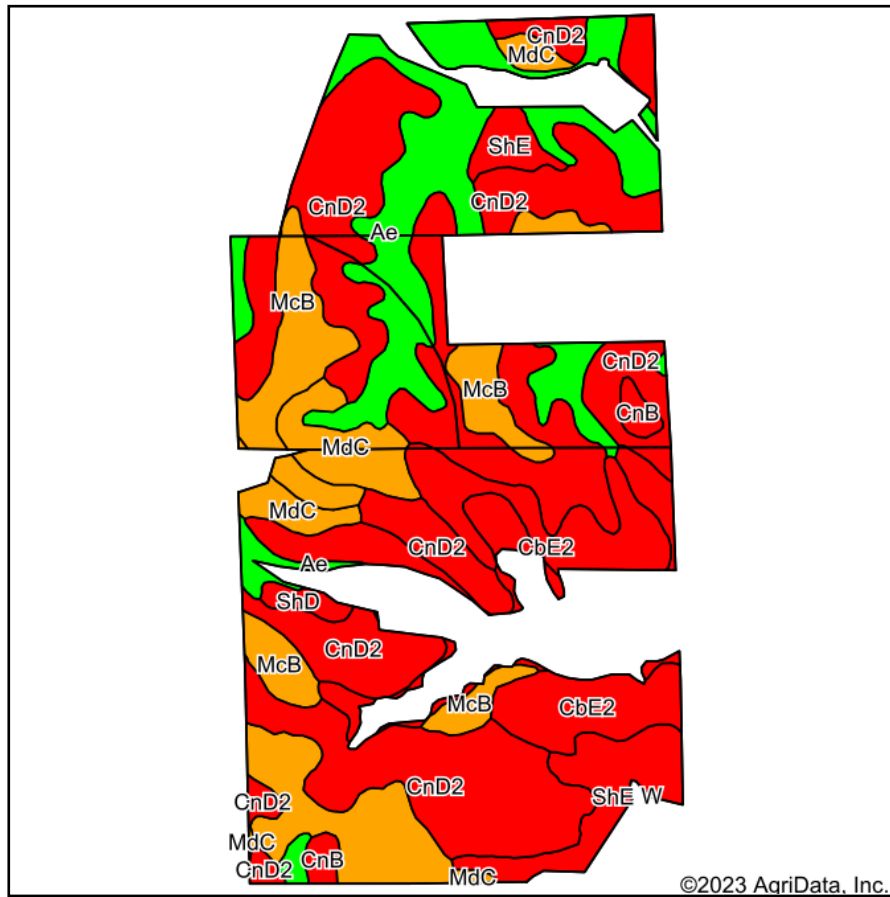 CnD2
MdC
ShE
CnD2
CnD2
Ae
McB
CnD2
McB
CnB
MdC
MdC
CnD2
CbE2
Ae
ShD
CnD2
McB
McB
CbE2
CnD2
ShE W
CnD2
MdC
CnB
CnD2
MdC
©2023 AgriData, Inc.